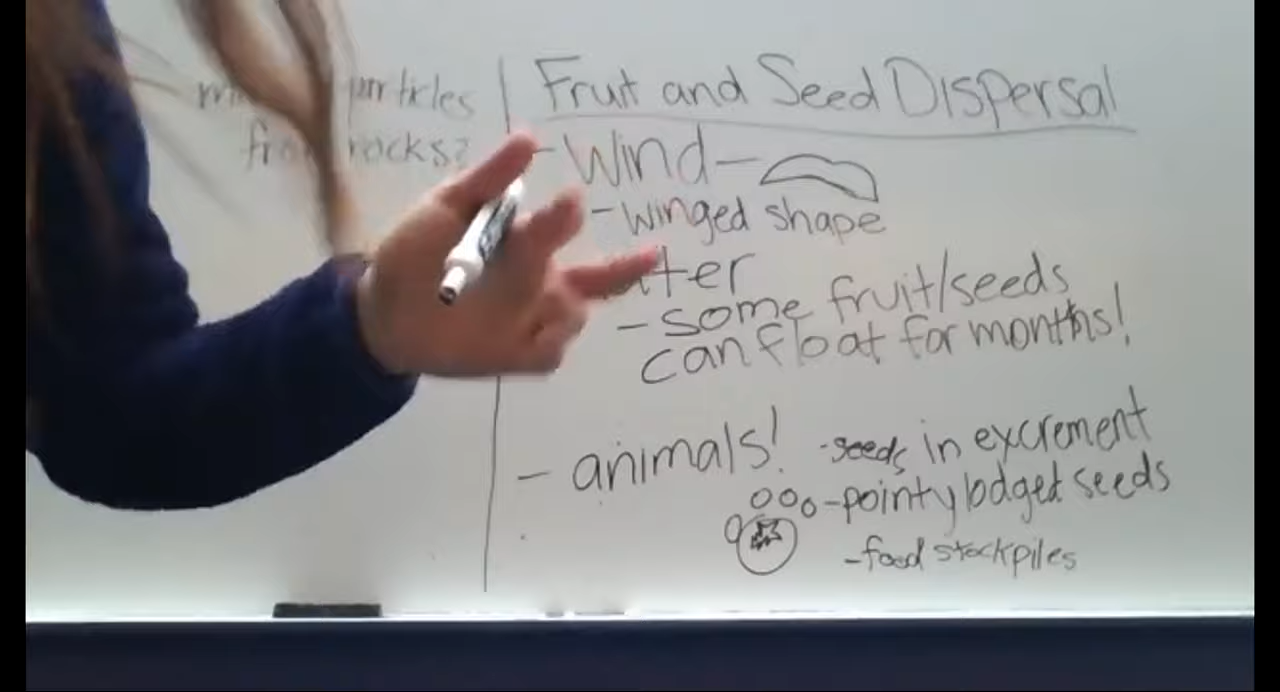 particles
rocks?
Fruit and Seed Dispersal
- Wind -
- winged shape
- some fruit/seeds
can float for months!
- animals!
- seeds in excrement
- pointy lodged seeds
- food stockpiles